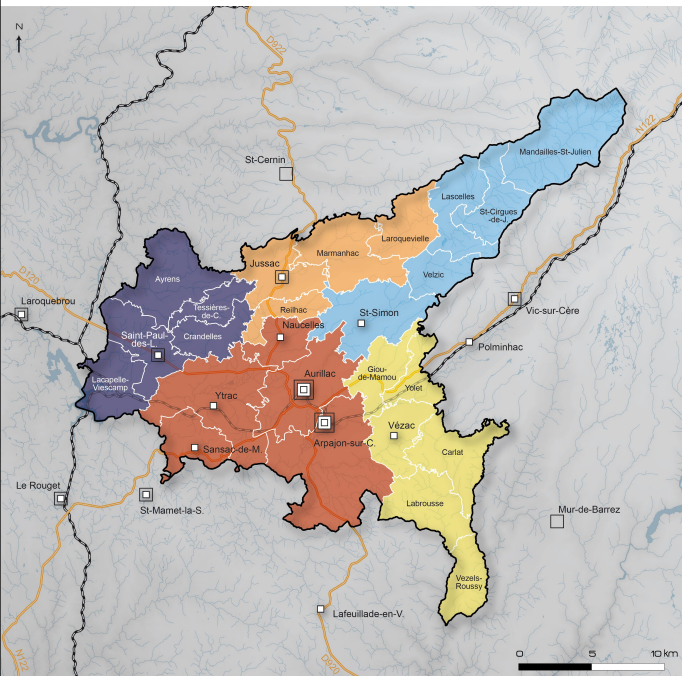 N
D922
N122
Mandailles-St-Julien
St-Cernin
Lascelles
St-Cirgues
-de-J.
Laroquevielle
Marmanhac
Jussac
Velzic
Ayrens
D120
Laroquebrou
Tessières-
de-C.
Reilhac
St-Simon
Vic-sur-Cère
Naucelles
Saint-Paul-
des-L.
Crandelles
Polminhac
Giou-
de-Mamou
Aurillac
Lacapelle-
Viescamp
Yolet
Ytrac
Vézac
Arpajon-sur-C.
Sansac-de-M.
Carlat
Le Rouget
St-Mamet-la-S.
Labrousse
Mur-de-Barrez
Vezels-
Roussy
Lafeuillade-en-V.
N122
D920
0 5 10 km